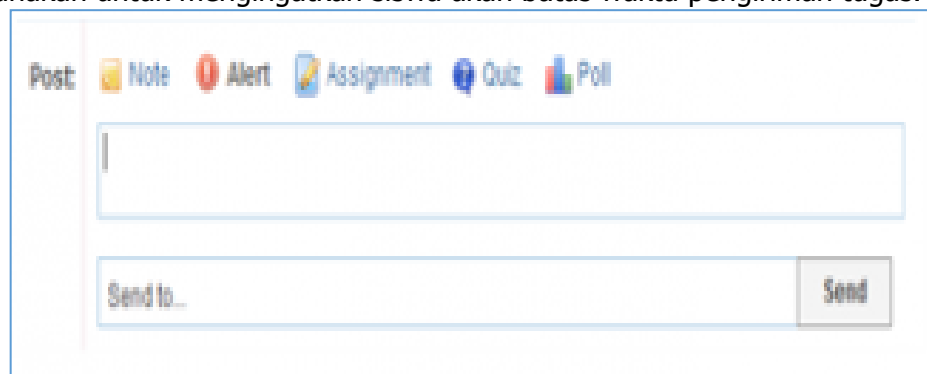 untuk mengingatkan siswa akan batas waktu pengiriman tugas.
Post: Note Alert Assignment Quiz Poll
Send to... Send